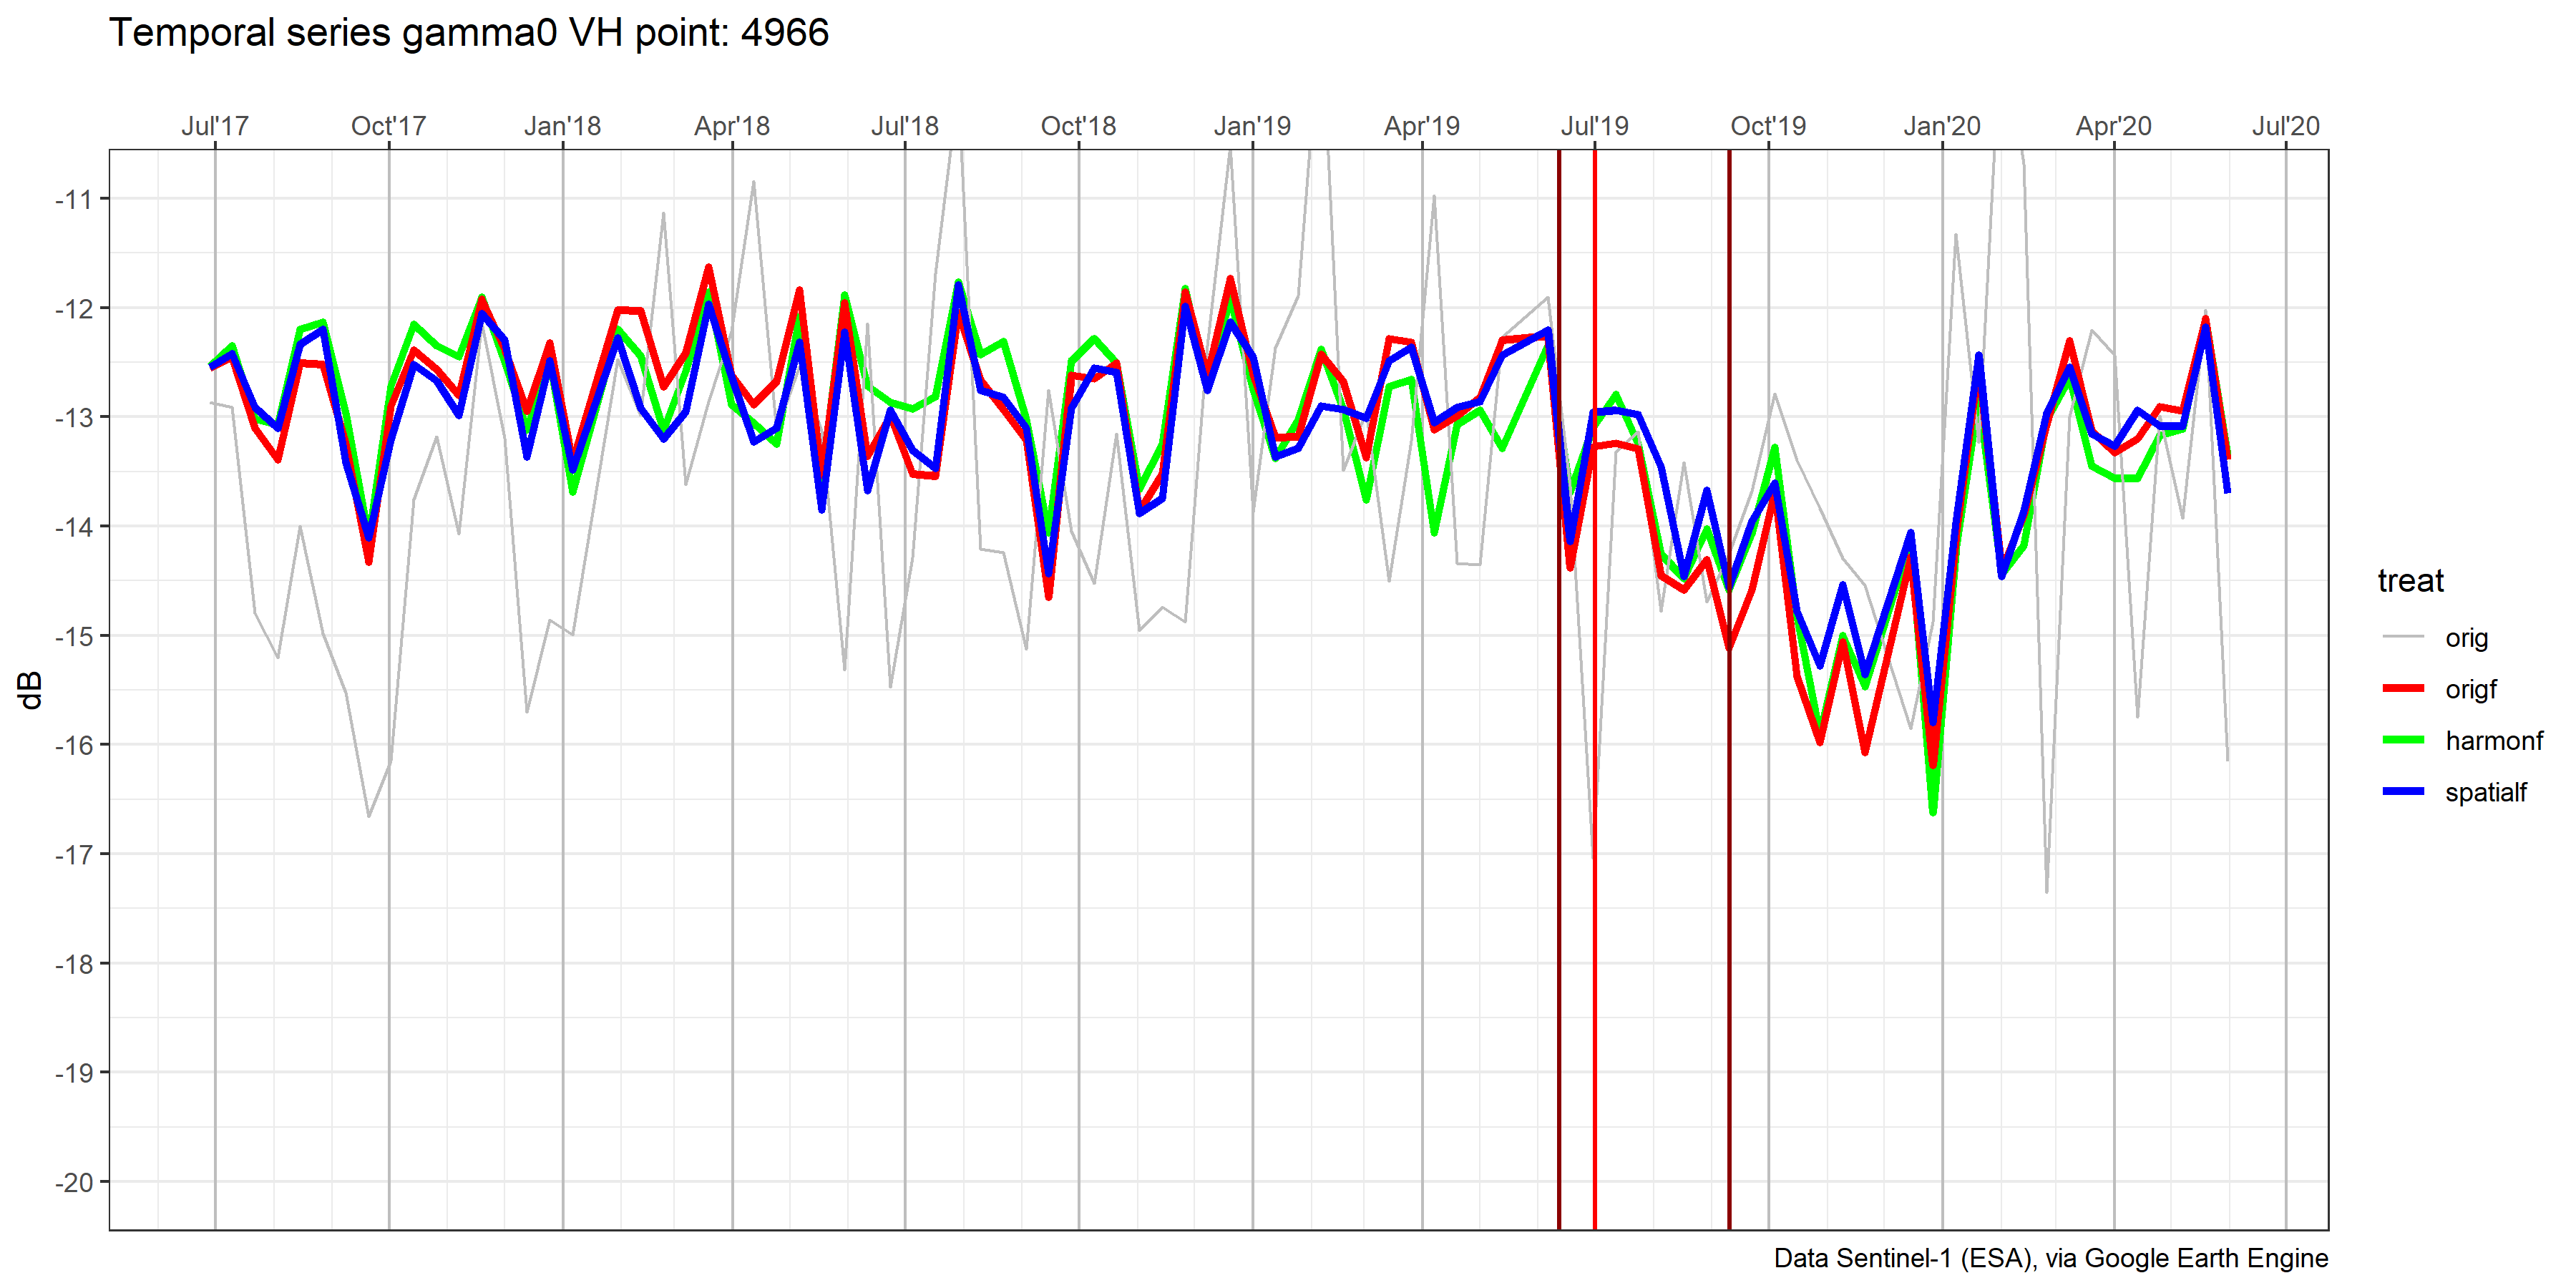 Temporal series gamma0 VH point: 4966
Jul'17 Oct'17 Jan'18 Apr'18 Jul'18 Oct'18 Jan'19 Apr'19 Jul'19 Oct'19 Jan'20 Apr'20 Jul'20
-11
-12
-13
-14
-15
-16
-17
-18
-19
-20
dB
treat
orig
origf
harmonf
spatialf
Data Sentinel-1 (ESA), via Google Earth Engine